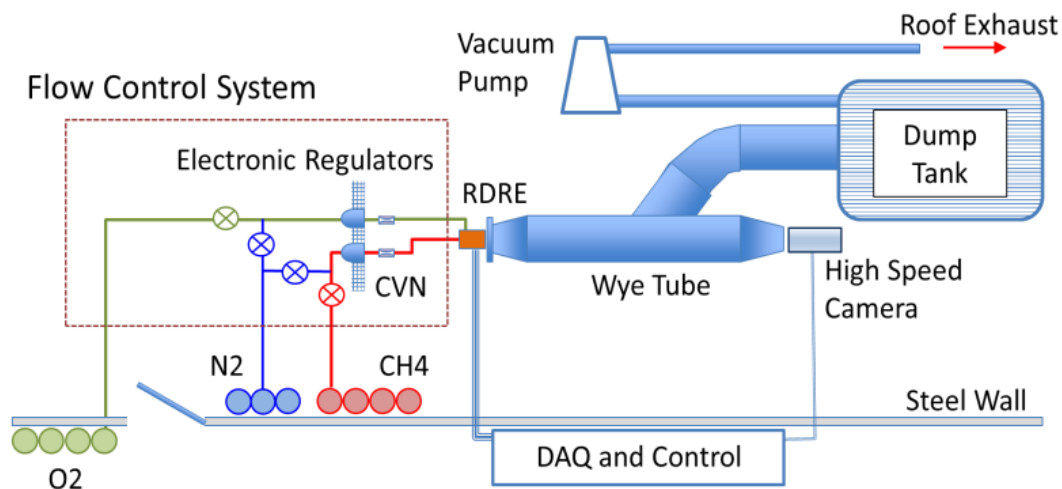 Roof Exhaust
Vacuum
Pump
Flow Control System
Electronic Regulators
RDRE
Dump
Tank
CVN
Wye Tube
High Speed
Camera
N2
CH4
Steel Wall
DAQ and Control
O2